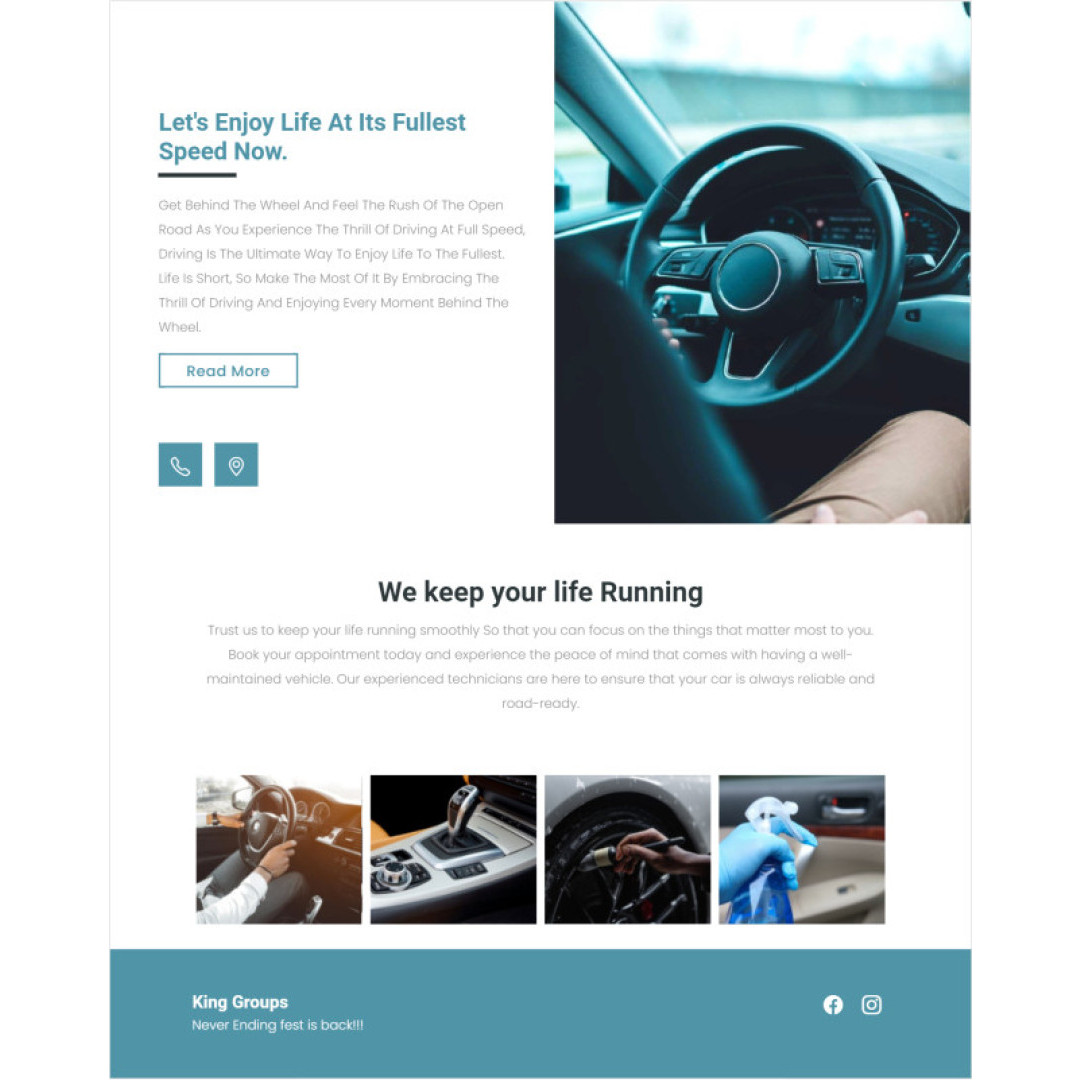 Let's Enjoy Life At Its Fullest
Speed Now.
Get Behind The Wheel And Feel The Rush Of The Open
Road As You Experience The Thrill Of Driving At Full Speed,
Driving Is The Ultimate Way To Enjoy Life To The Fullest.
Life Is Short, So Make The Most Of It By Embracing The
Thrill Of Driving And Enjoying Every Moment Behind The
Wheel.
Read More
We keep your life Running
Trust us to keep your life running smoothly So that you can focus on the things that matter most to you.
Book your appointment today and experience the peace of mind that comes with having a well-
maintained vehicle. Our experienced technicians are here to ensure that your car is always reliable and
road-ready.
King Groups
Never Ending fest is back!!!